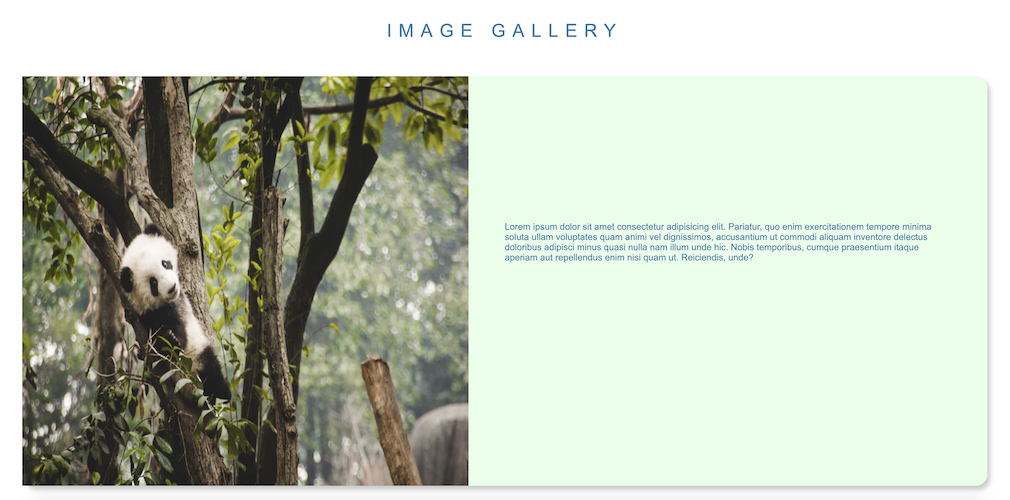 IMAGE GALLERY
Lorem ipsum dolor sit amet consectetur adipisicing elit. Pariatur, quo enim exercitationem tempore minima
soluta ullam voluptates quam animi vel dignissimos, accusantium ut commodi aliquam inventore delectus
doloribus adipisci minus quasi nulla nam illum unde hic. Nobis temporibus, cumque praesentium itaque
aperiam aut repellendus enim nisi quam ut. Reiciendis, unde?